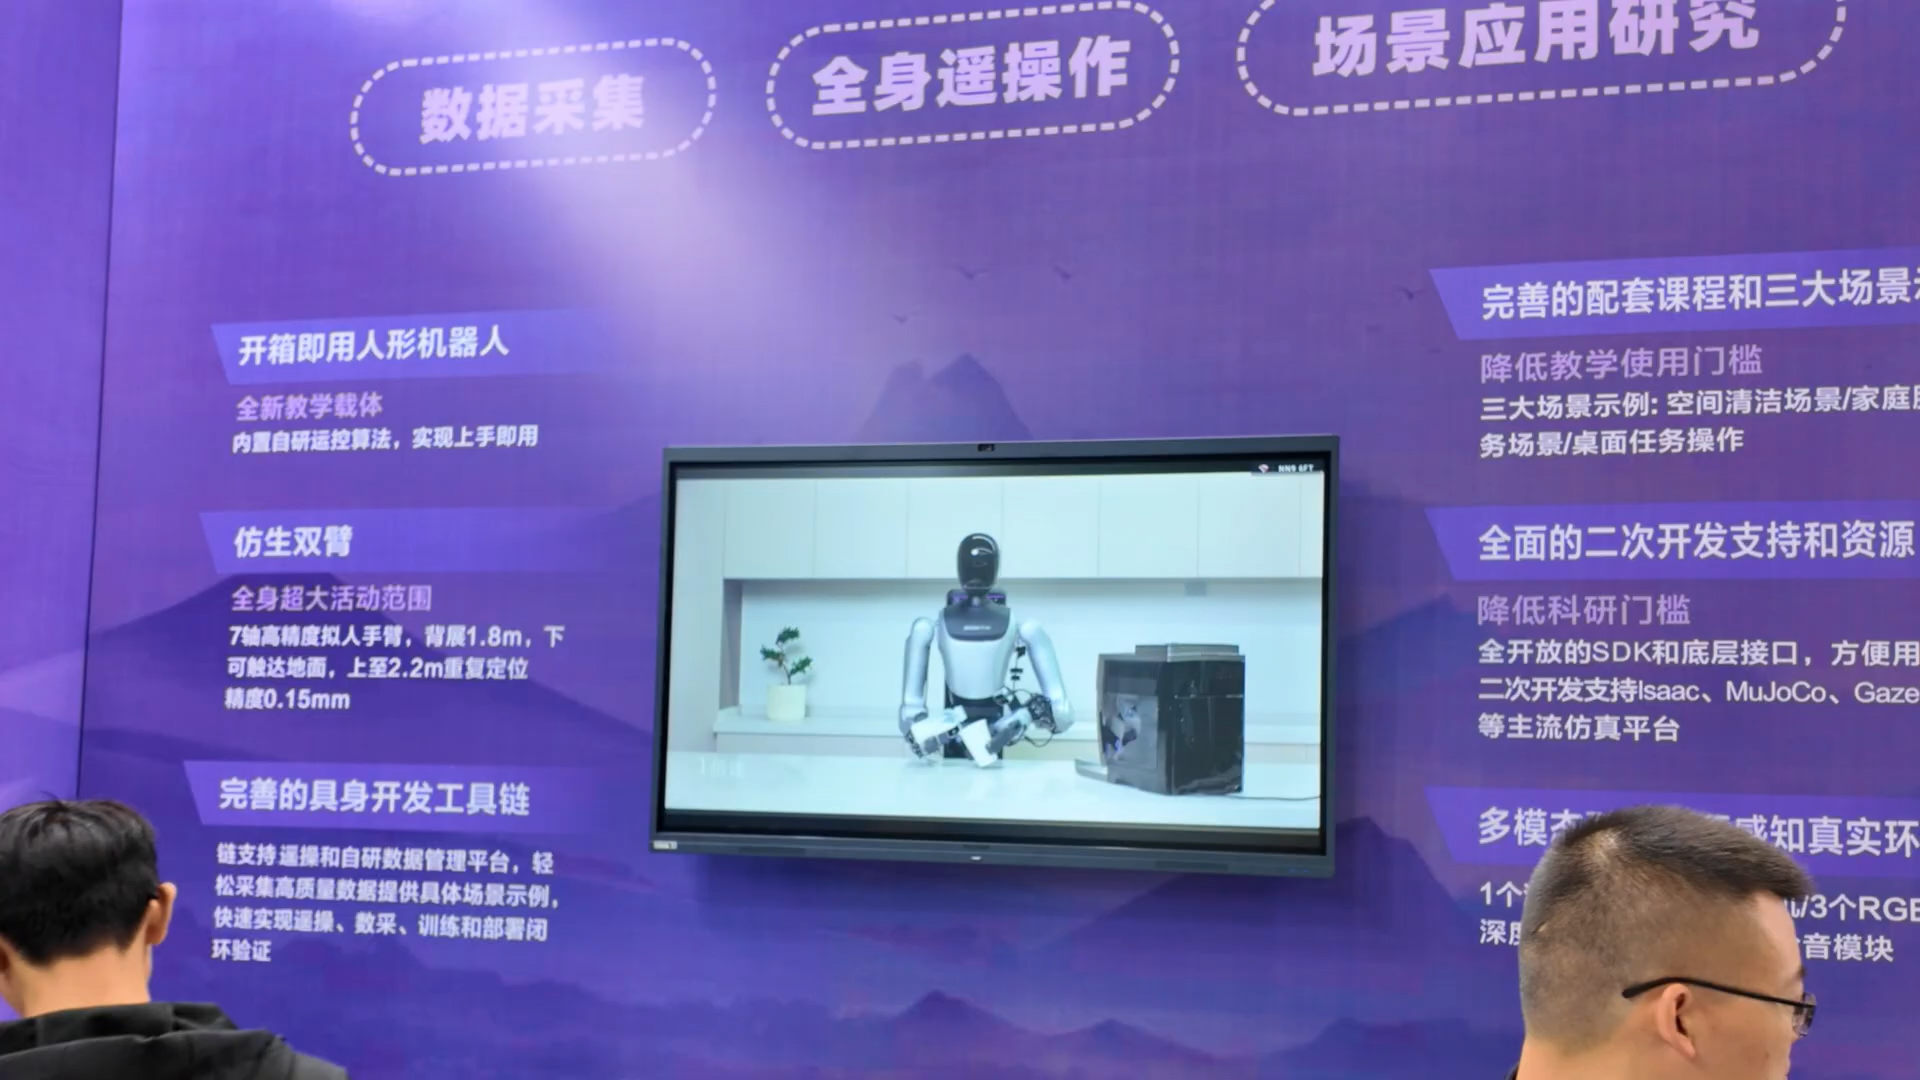 数据采集
全身遥操作
场景应用研究
开箱即用人形机器人
全新教学载体
内置自研运控算法，实现上手即用
仿生双臂
全身超大活动范围
7轴高精度拟人手臂，背展1.8m，下
可触达地面，上至2.2m重复定位
精度0.15mm
完善的具身开发工具链
链支持遥操和自研数据管理平台，轻
松采集高质量数据提供具体场景示例，
快速实现遥操、数采、训练和部署闭
环验证
完善的配套课程和三大场景
降低教学使用门槛
三大场景示例: 空间清洁场景/家庭
务场景/桌面任务操作
全面的二次开发支持和资源
降低科研门槛
全开放的SDK和底层接口，方便用
二次开发支持Isaac、MuJoCo、Gaze
等主流仿真平台
多模 感知真实环
1个 /3个RGB
深 音模块